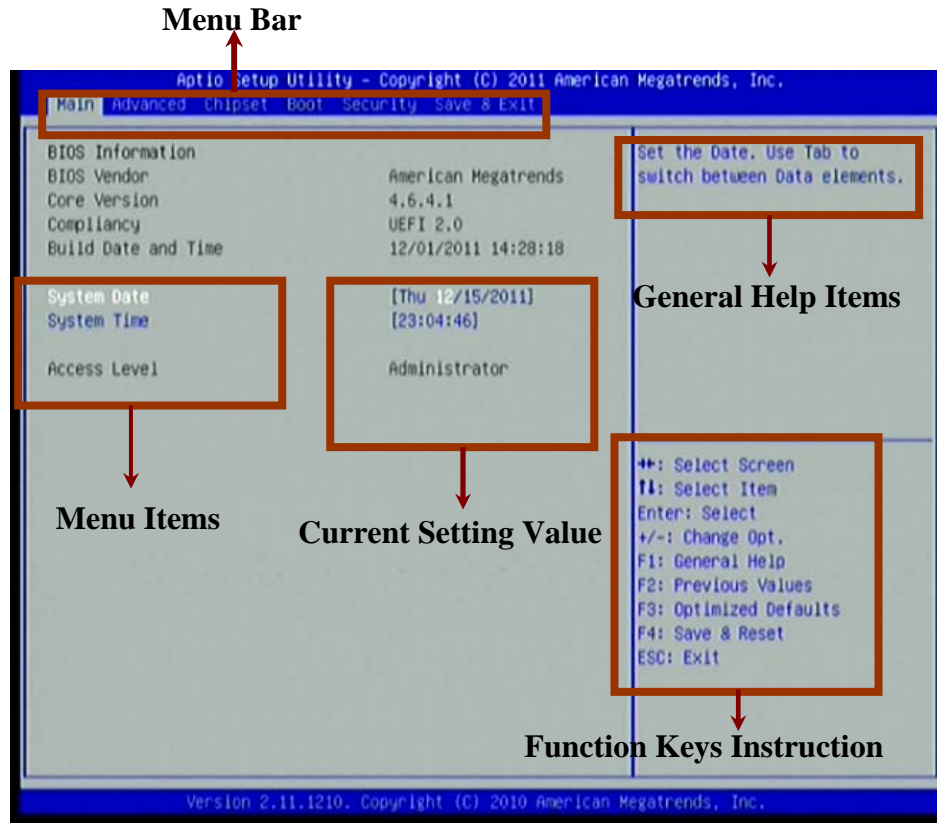 Menu Bar
Aptio Setup Utility - Copyright (C) 2011 American Megatrends, Inc.
Main Advanced Chipset Boot Security Save & Exit
BIOS Information
BIOS Vendor American Megatrends
Core Version 4.6.4.1
Compliancy UEFI 2.0
Build Date and Time 12/01/2011 14:28:18
System Date [Thu 12/15/2011]
System Time [23:04:46]
Access Level Administrator
Set the Date. Use Tab to
switch between Data elements.
General Help Items
Menu Items
Current Setting Value
→←: Select Screen
↑↓: Select Item
Enter: Select
+/-: Change Opt.
F1: General Help
F2: Previous Values
F3: Optimized Defaults
F4: Save & Reset
ESC: Exit
Function Keys Instruction
Version 2.11.1210. Copyright (C) 2010 American Megatrends, Inc.